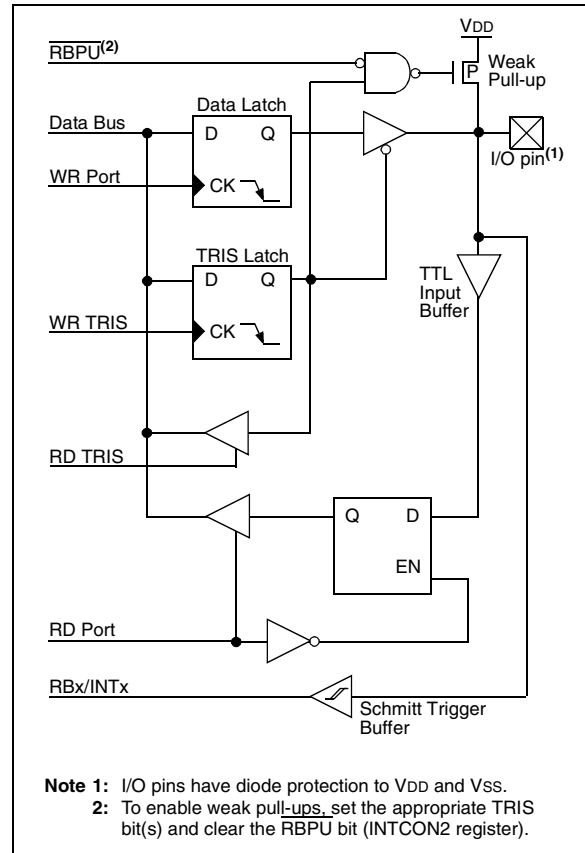 VDD
RBPU(2)
P
Weak
Pull-up
Data Latch
Data Bus
D Q
I/O pin(1)
WR Port
CK
TRIS Latch
D Q
TTL
Input
Buffer
WR TRIS
CK
RD TRIS
Q D
EN
RD Port
RBx/INTx
Schmitt Trigger
Buffer
Note 1: I/O pins have diode protection to VDD and VSS.
2: To enable weak pull-ups, set the appropriate TRIS
bit(s) and clear the RBPU bit (INTCON2 register).